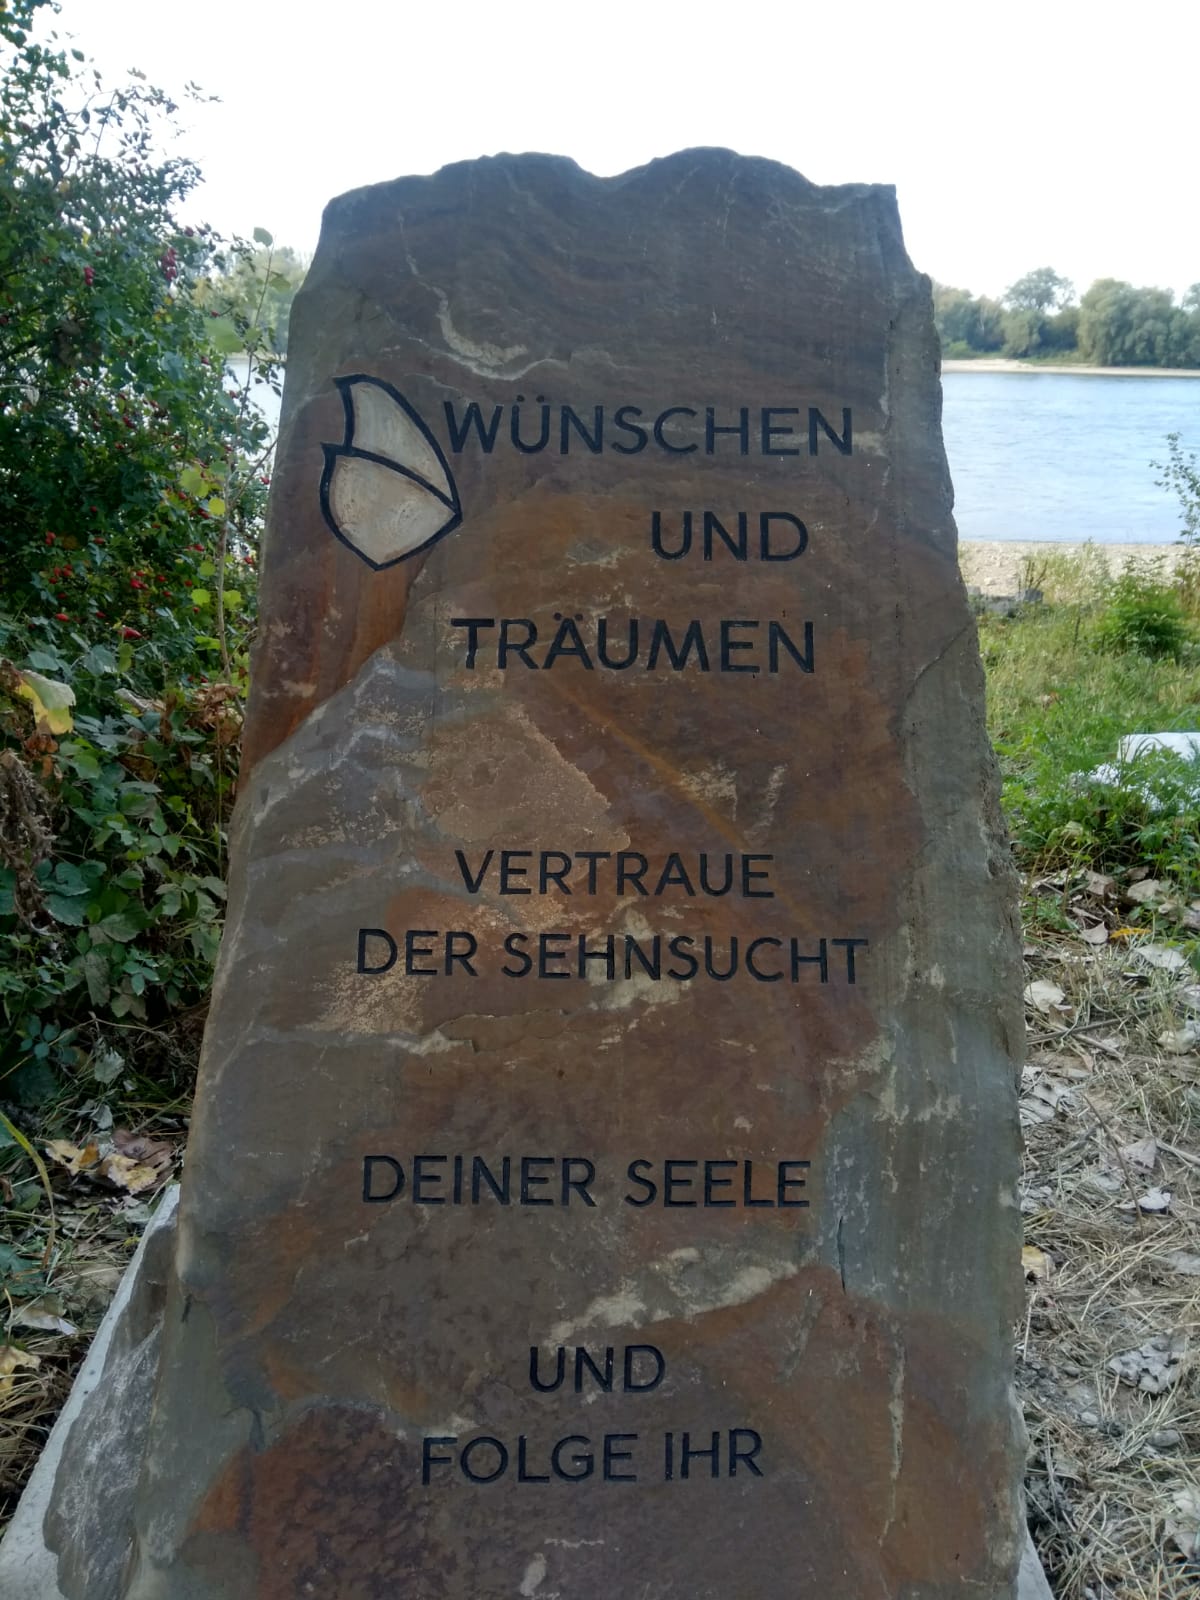 WÜNSCHEN
UND
TRÄUMEN
VERTRAUE
DER SEHNSUCHT
DEINER SEELE
UND
FOLGE IHR